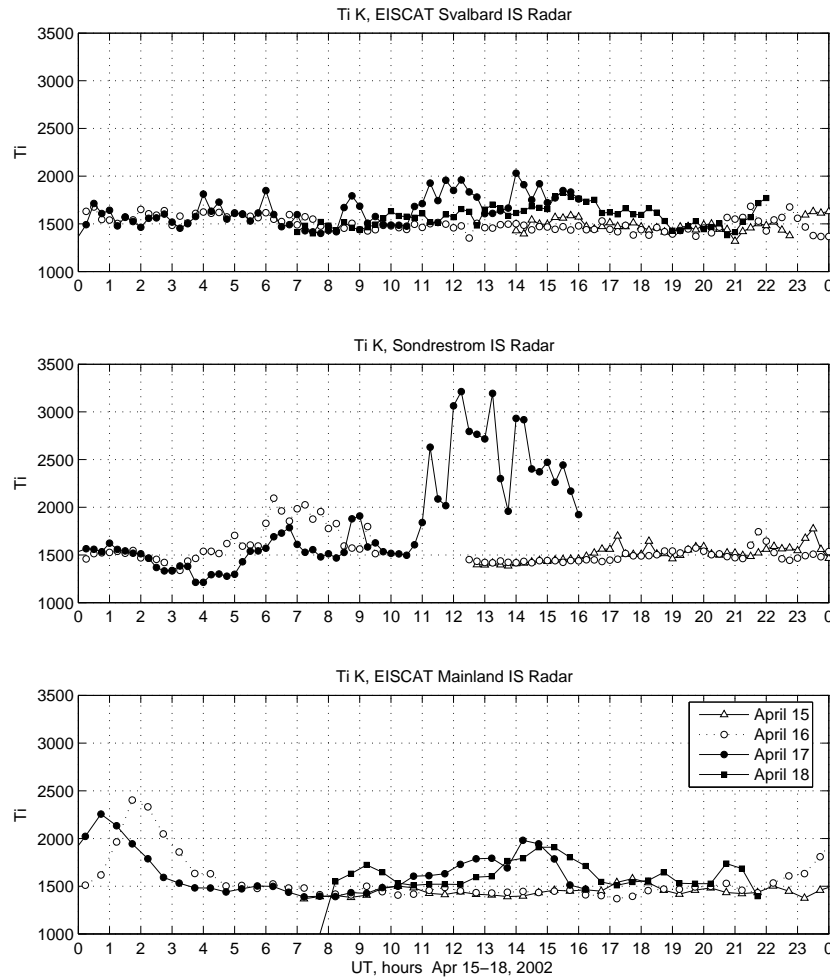 Ti K, EISCAT Svalbard IS Radar
3500
3000
2500
2000
1500
1000
Ti
0 1 2 3 4 5 6 7 8 9 10 11 12 13 14 15 16 17 18 19 20 21 22 23 0
Ti K, Sondrestrom IS Radar
3500
3000
2500
2000
1500
1000
0 1 2 3 4 5 6 7 8 9 10 11 12 13 14 15 16 17 18 19 20 21 22 23 0
Ti K, EISCAT Mainland IS Radar
3500
3000
2500
2000
1500
1000
Ti
April 15
April 16
April 17
April 18
0 1 2 3 4 5 6 7 8 9 10 11 12 13 14 15 16 17 18 19 20 21 22 23 0
UT, hours Apr 15−18, 2002